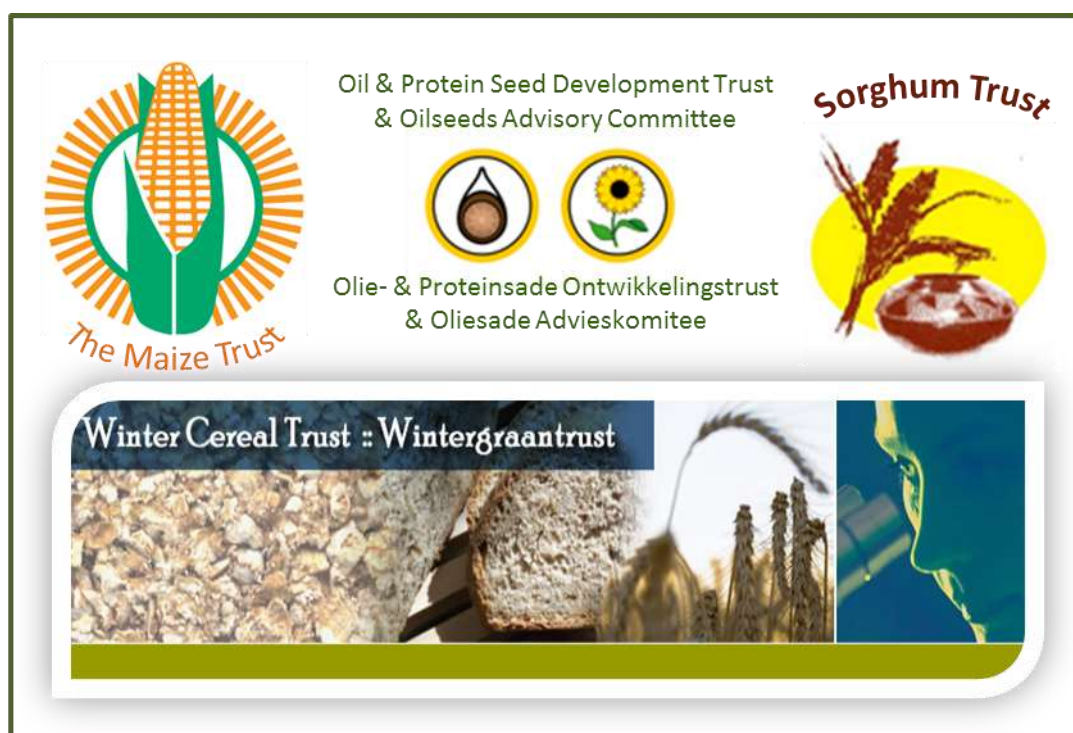 The Maize Trust
Oil & Protein Seed Development Trust
& Oilseeds Advisory Committee
Olie- & Proteinsade Ontwikkelingstrust
& Oliesade Advieskomitee
Sorghum Trust
Winter Cereal Trust :: Wintergraantrust